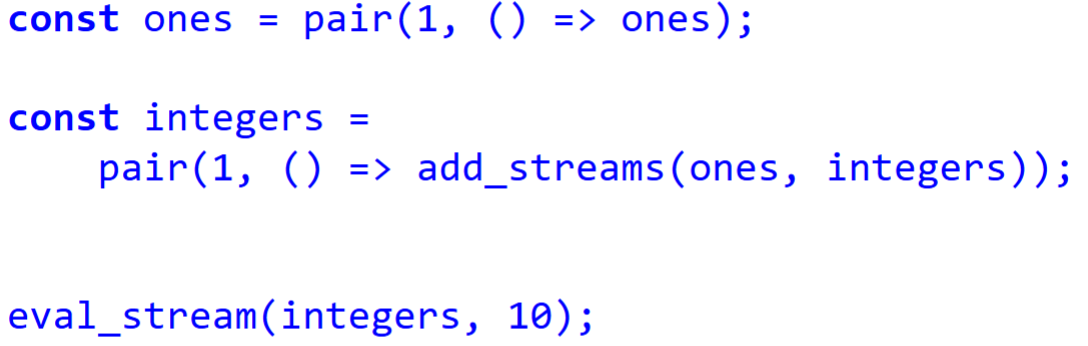 const ones = pair(1, () => ones);
const integers =
    pair(1, () => add_streams(ones, integers));
eval_stream(integers, 10);